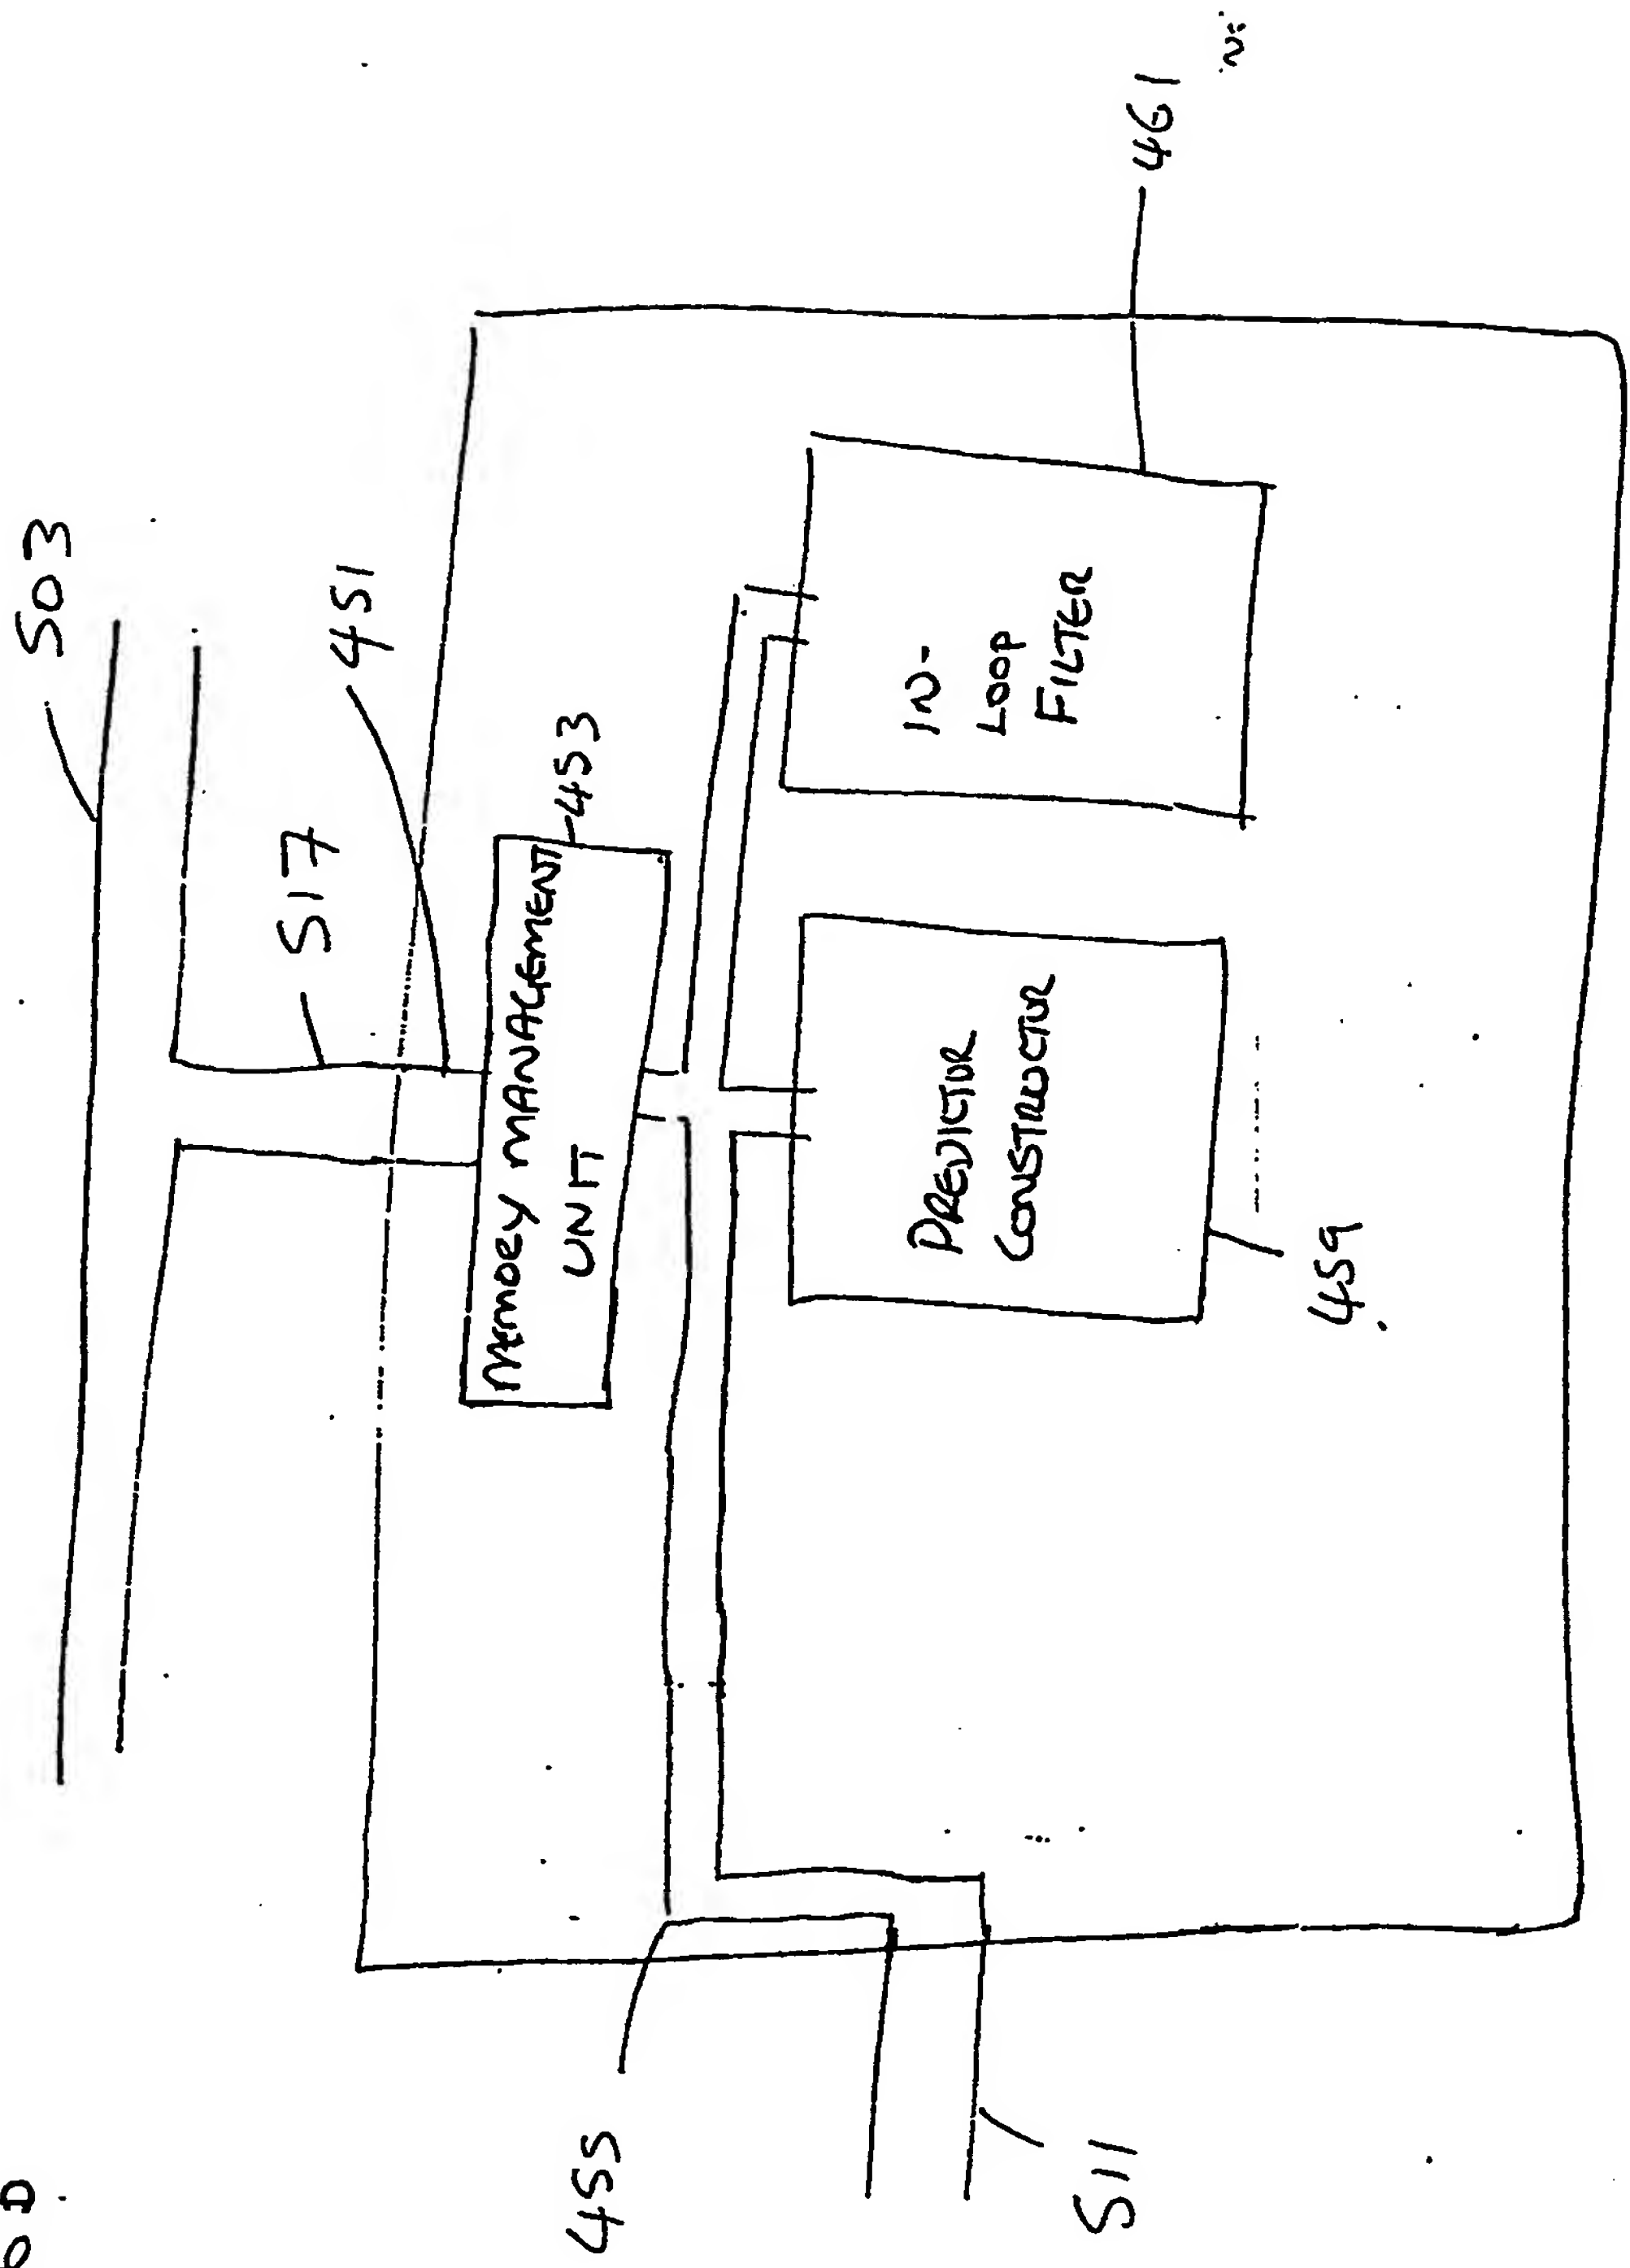 503
517
451
MEMORY MANAGEMENT
UNIT
453
455
511
PREDICTOR
CONSTRUCTOR
459
IN-
LOOP
FILTER
461